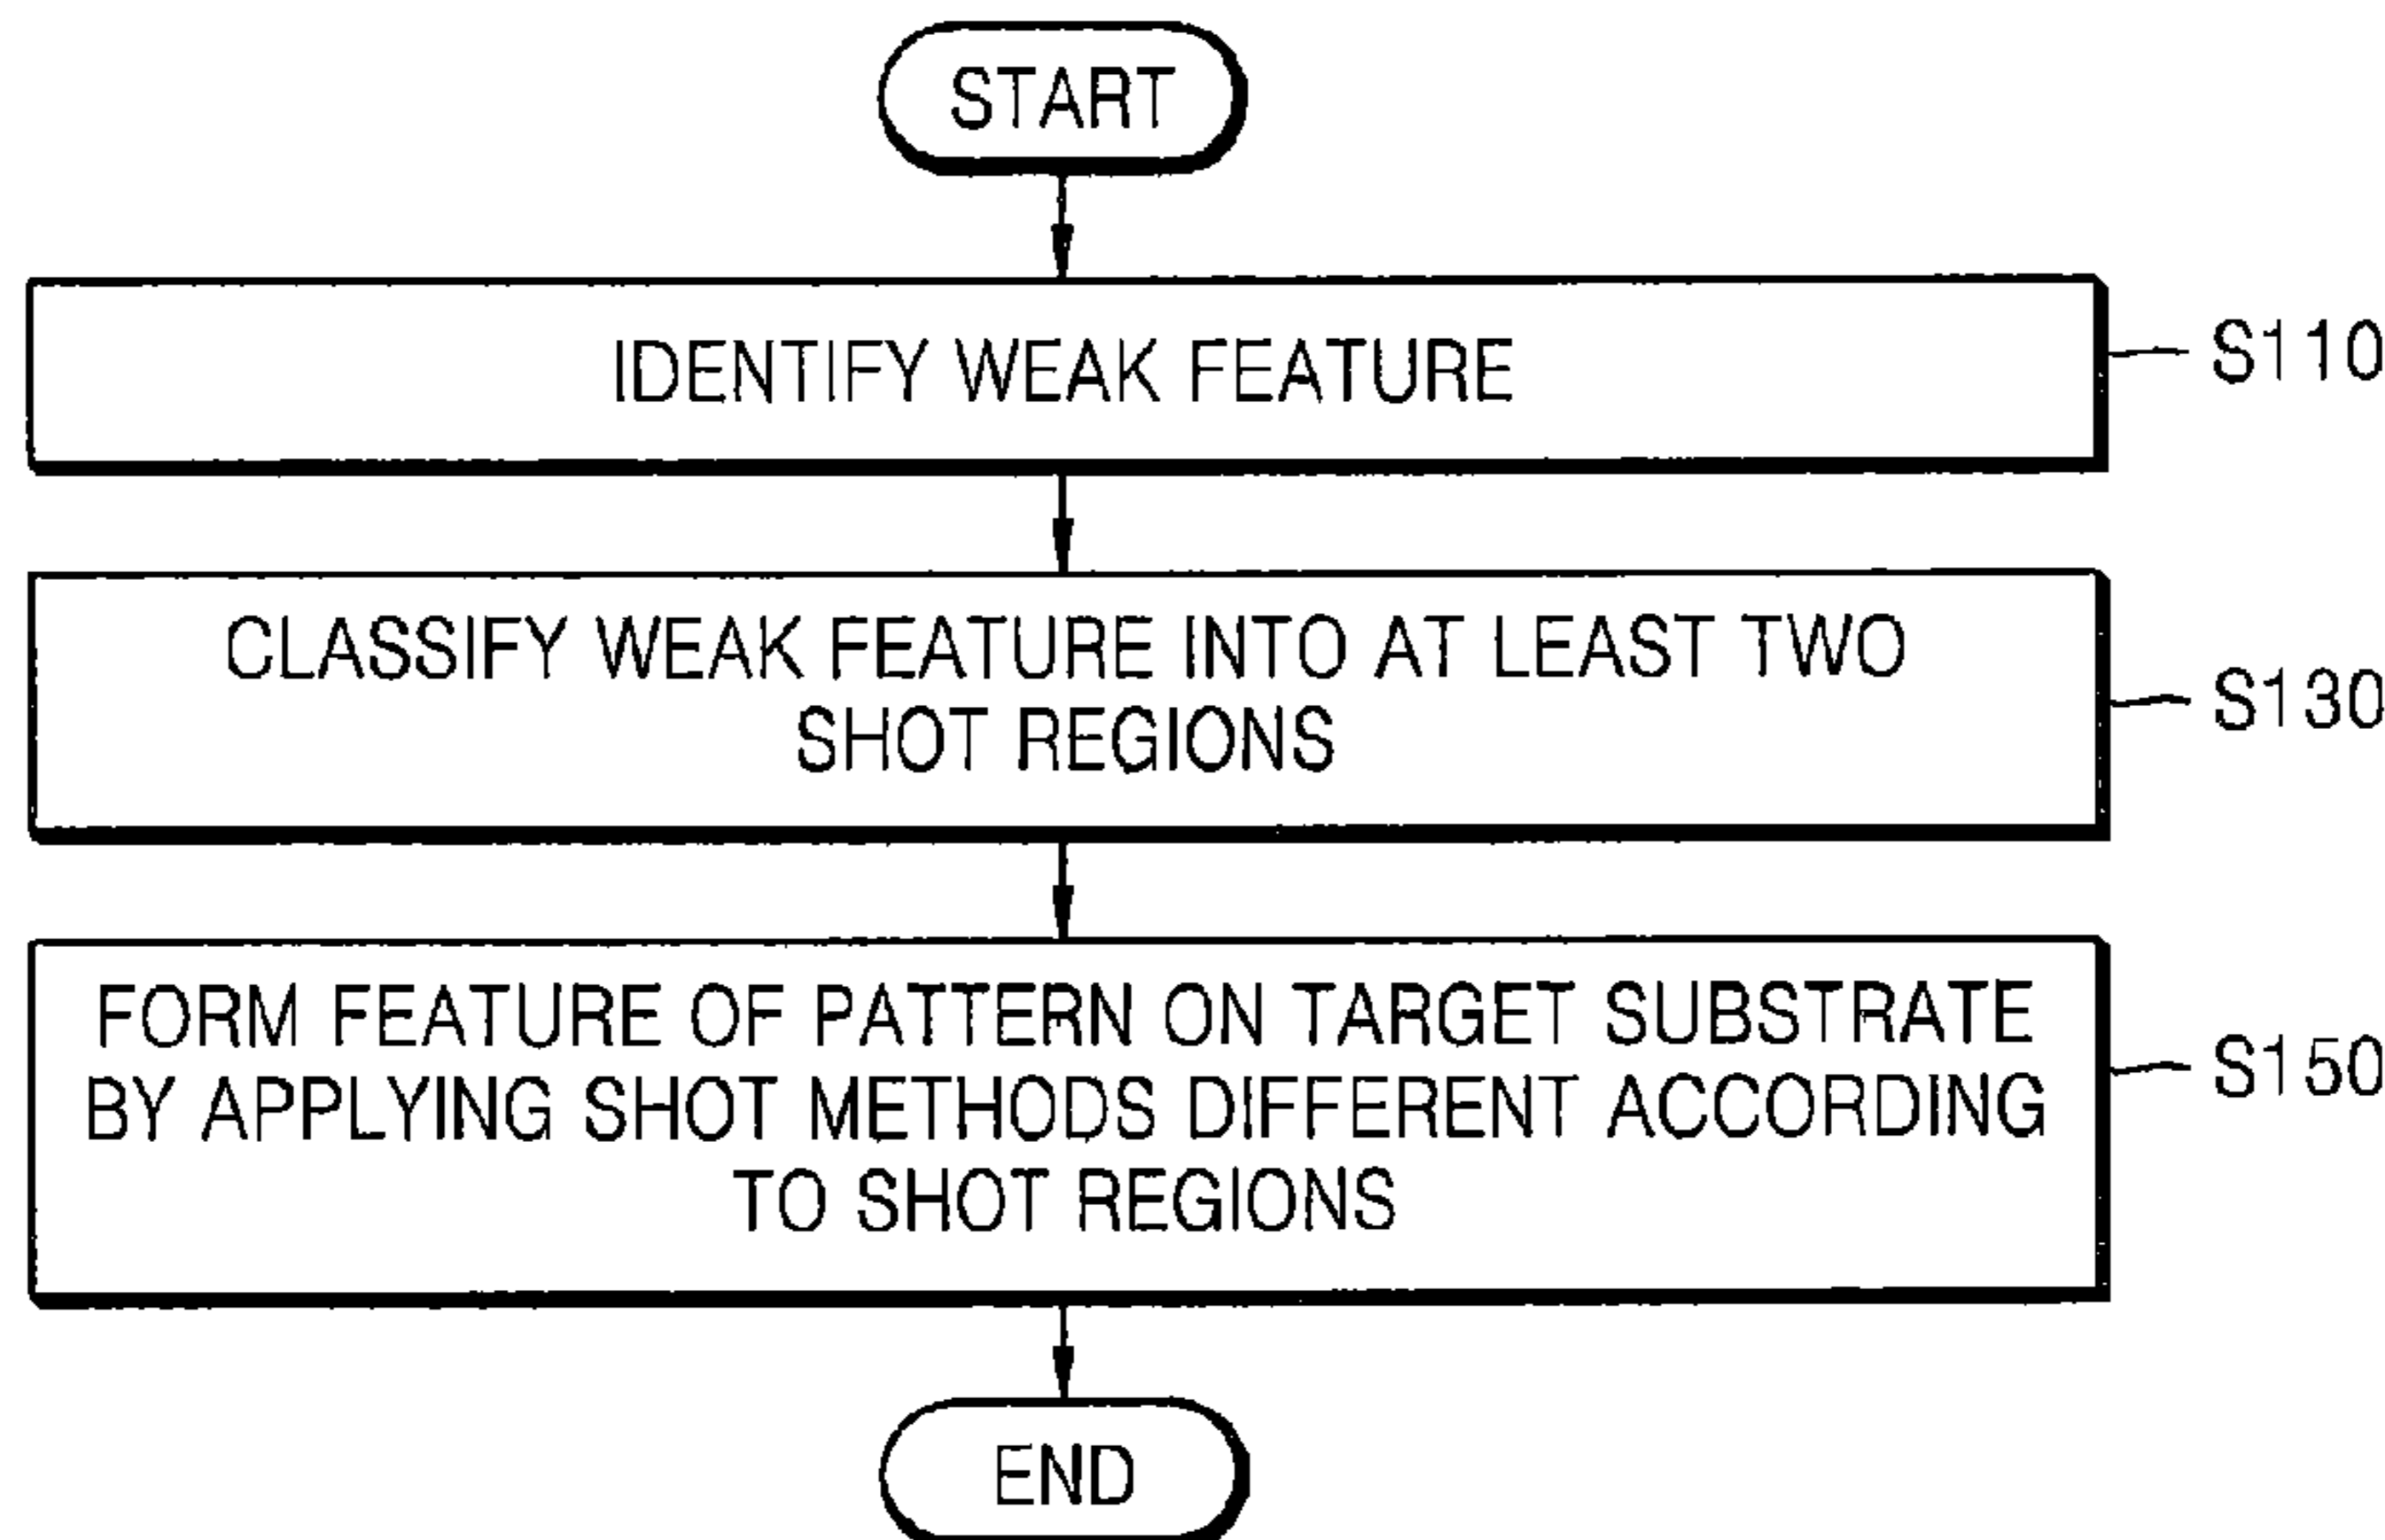 START
IDENTIFY WEAK FEATURE
S110
CLASSIFY WEAK FEATURE INTO AT LEAST TWO
SHOT REGIONS
S130
FORM FEATURE OF PATTERN ON TARGET SUBSTRATE
BY APPLYING SHOT METHODS DIFFERENT ACCORDING
TO SHOT REGIONS
S150
END